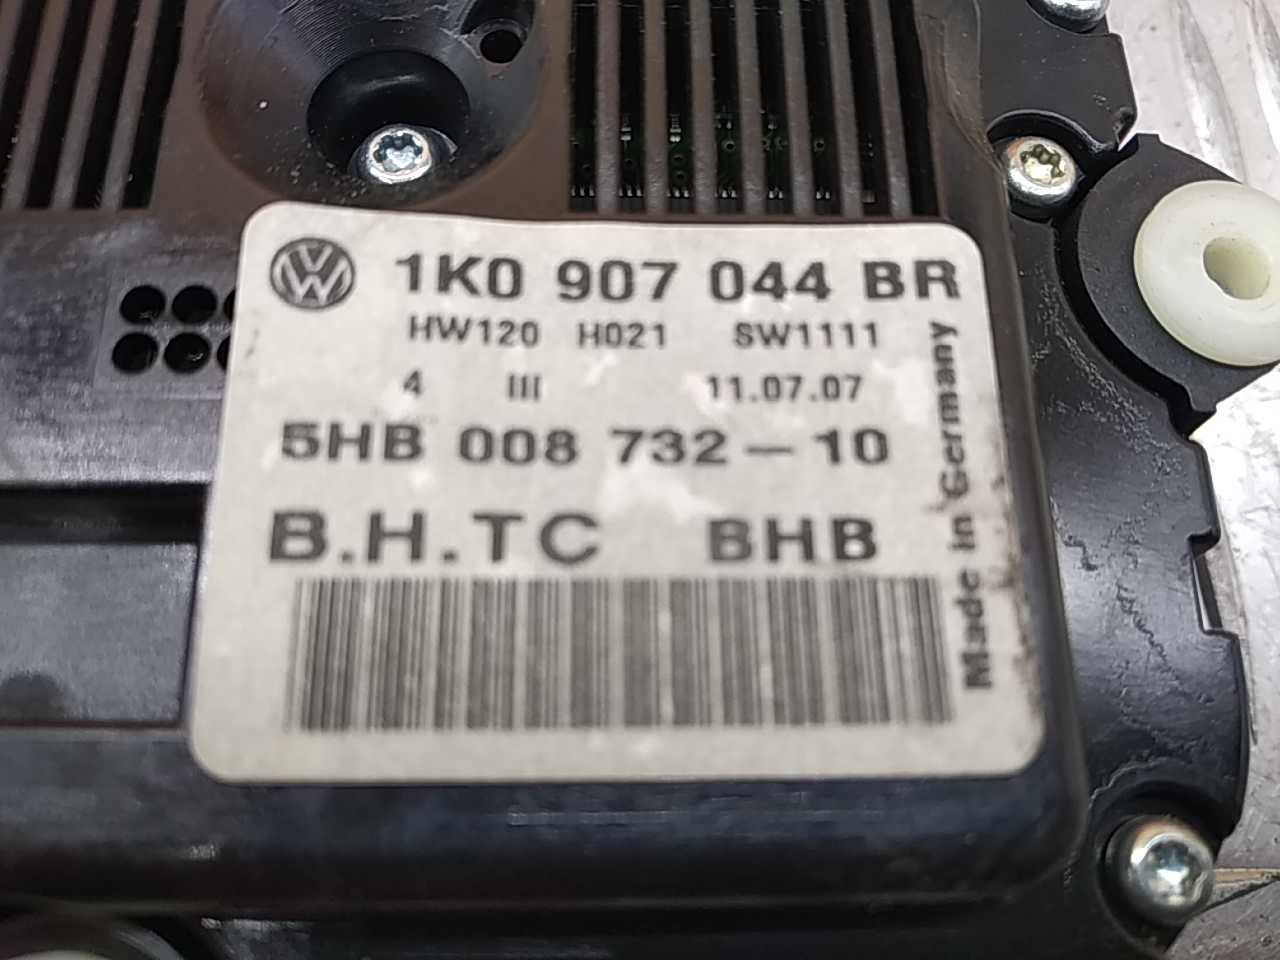 1K0 907 044 BR
HW120 H021 SW1111
4 III 11.07.07
5HB 008 732-10
B.H.TC BHB
Made in Germany